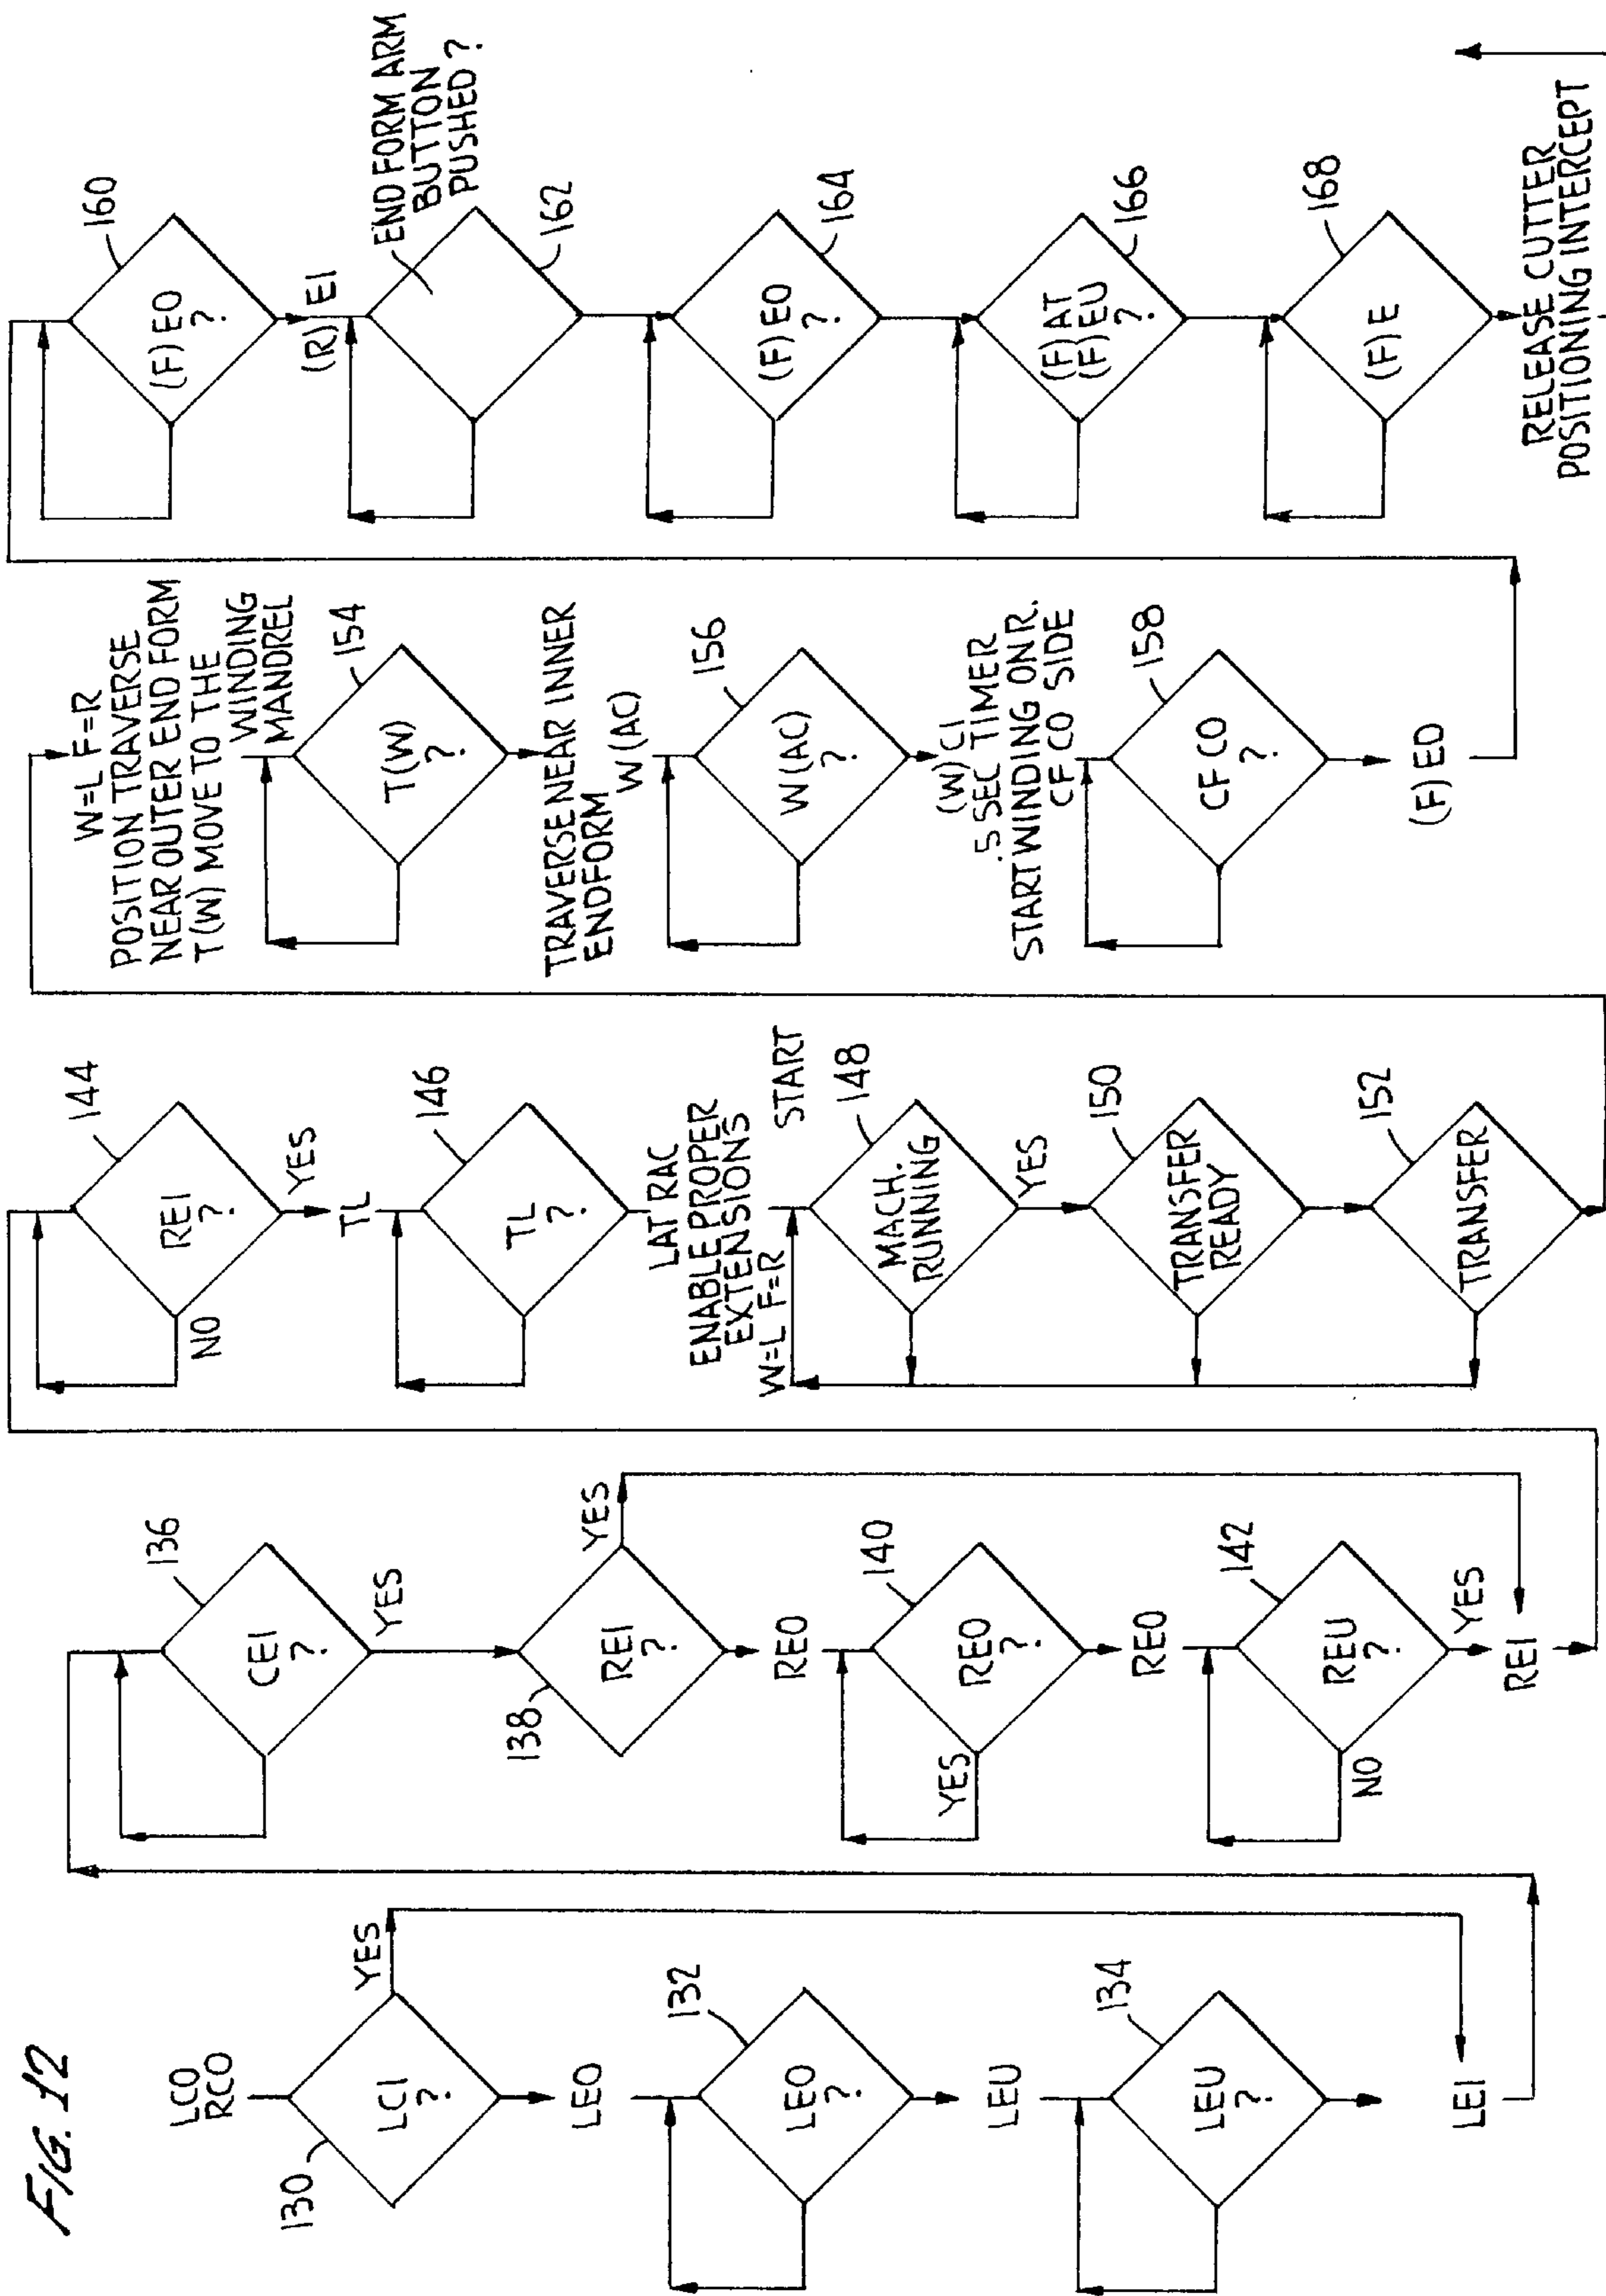 FIG. 12
LCO
RCO
130
LCI
?
YES
LEO
132
LEO
?
LEU
134
LEU
?
LEI
136
CEI
?
YES
138
REI
?
YES
REO
140
REO
?
YES
REO
142
REU
?
NO
YES
REI
144
REI
?
NO
YES
TL
146
TL
?
LAT RAC
ENABLE PROPER
EXTENSIONS
W=L F=R
START
148
MACH.
RUNNING
YES
150
TRANSFER
READY
152
TRANSFER
W=L F=R
POSITION TRAVERSE
NEAR OUTER END FORM
T(W) MOVE TO THE
WINDING
MANDREL
154
T(W)
?
TRAVERSE NEAR INNER
ENDFORM
W(AC)
156
W(AC)
?
(W) CI
.5 SEC TIMER
START WINDING ON R.
CF CO SIDE
158
CF CO
?
(F) EO
160
(F) EO
?
(R) EI
END FORM ARM
BUTTON
PUSHED ?
162
164
(F) EO
?
166
(F) AT
(F) EU
?
168
(F) E
RELEASE CUTTER
POSITIONING INTERCEPT